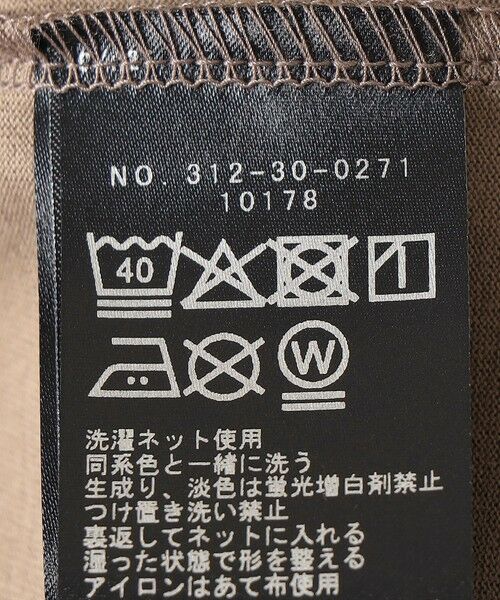 NO. 312-30-0271
10178
40
W
洗濯ネット使用
同系色と一緒に洗う
生成り、淡色は蛍光増白剤禁止
つけ置き洗い禁止
裏返してネットに入れる
湿った状態で形を整える
アイロンはあて布使用